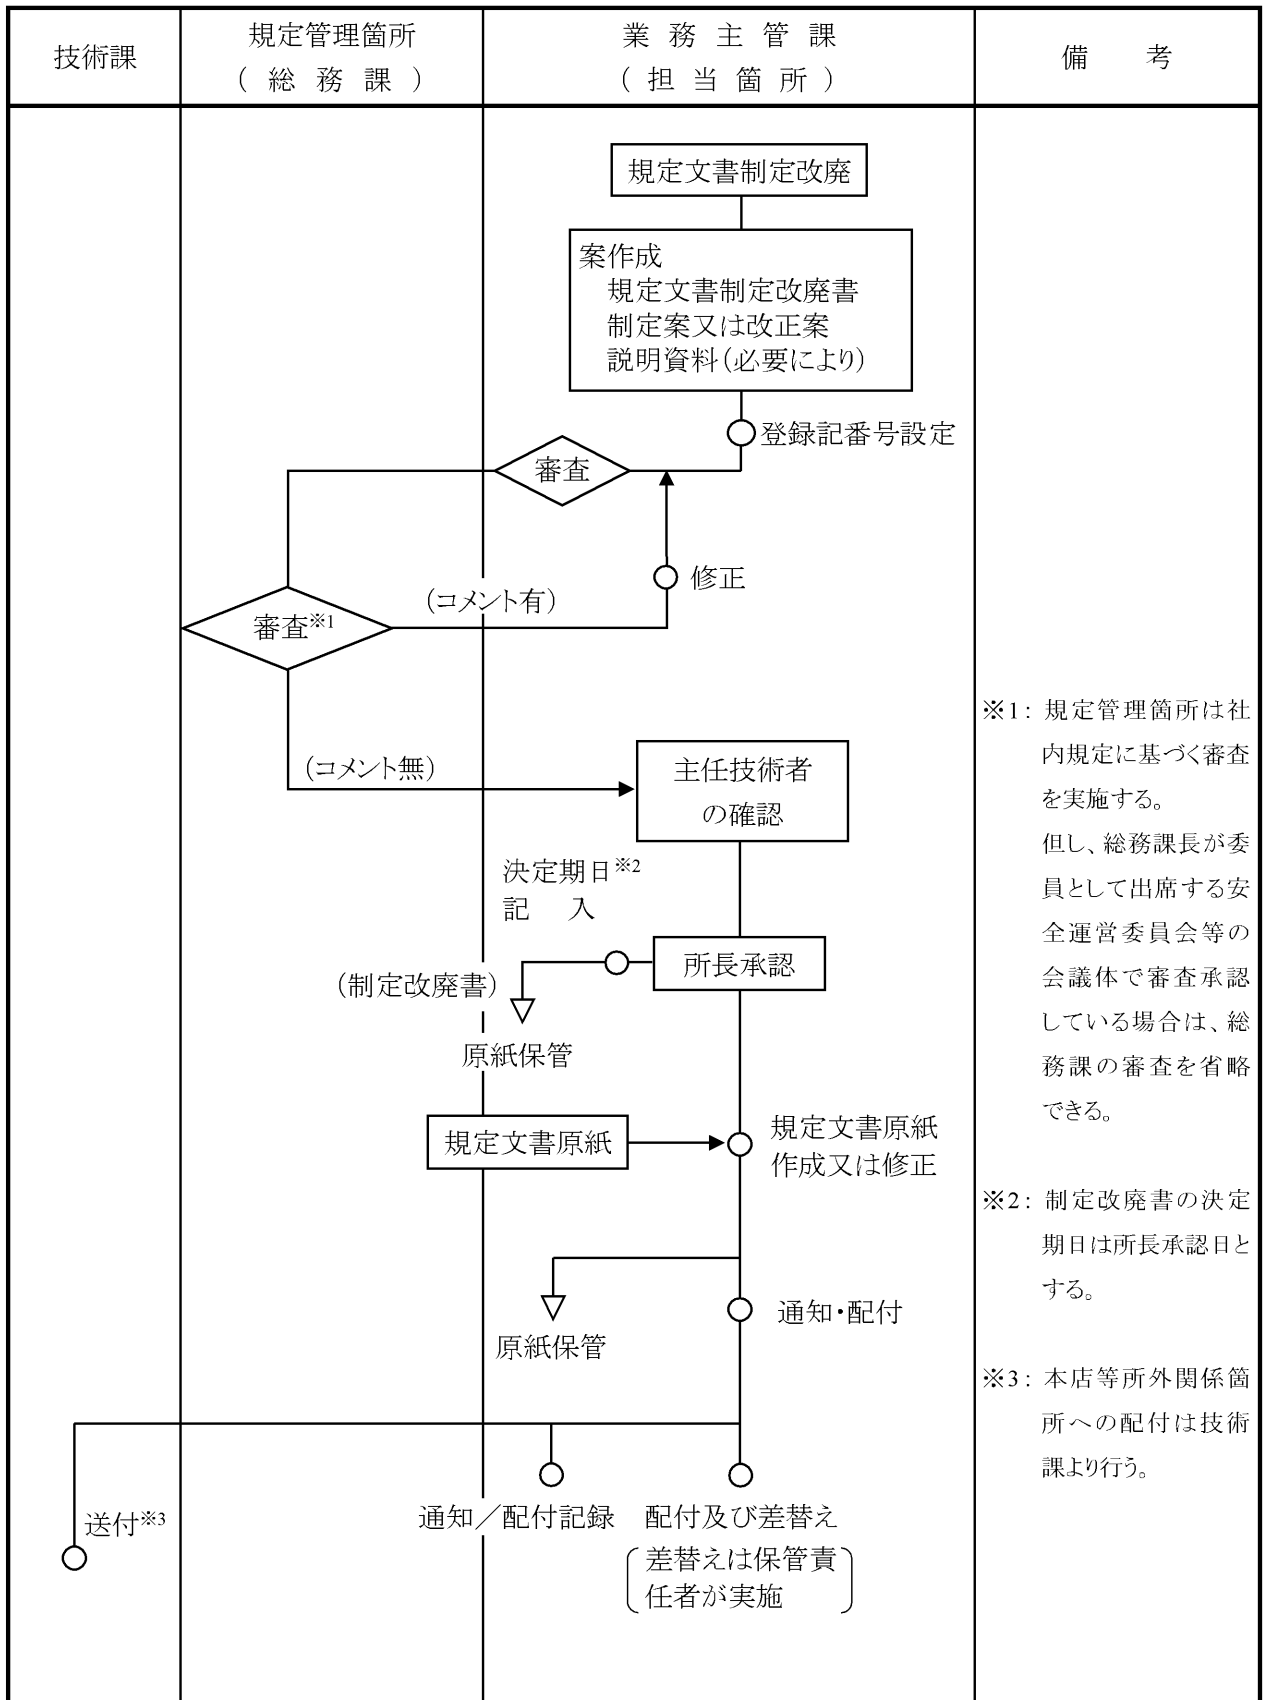 技術課
規定管理箇所
(総務課)
業務主管課
(担当箇所)
備考
規定文書制定改廃
案作成
規定文書制定改廃書
制定案又は改正案
説明資料(必要により)
登録記番号設定
審査
修正
(コメント有)
審査※1
(コメント無)
主任技術者
の確認
決定期日※2
記入
所長承認
(制定改廃書)
原紙保管
規定文書原紙
規定文書原紙
作成又は修正
原紙保管
通知・配付
送付※3
通知／配付記録
配付及び差替え
差替えは保管責
任者が実施
※1: 規定管理箇所は社
内規定に基づく審査
を実施する。
但し、総務課長が委
員として出席する安
全運営委員会等の
会議体で審査承認
している場合は、総
務課の審査を省略
できる。
※2: 制定改廃書の決定
期日は所長承認日と
する。
※3: 本店等所外関係箇
所への配付は技術
課より行う。